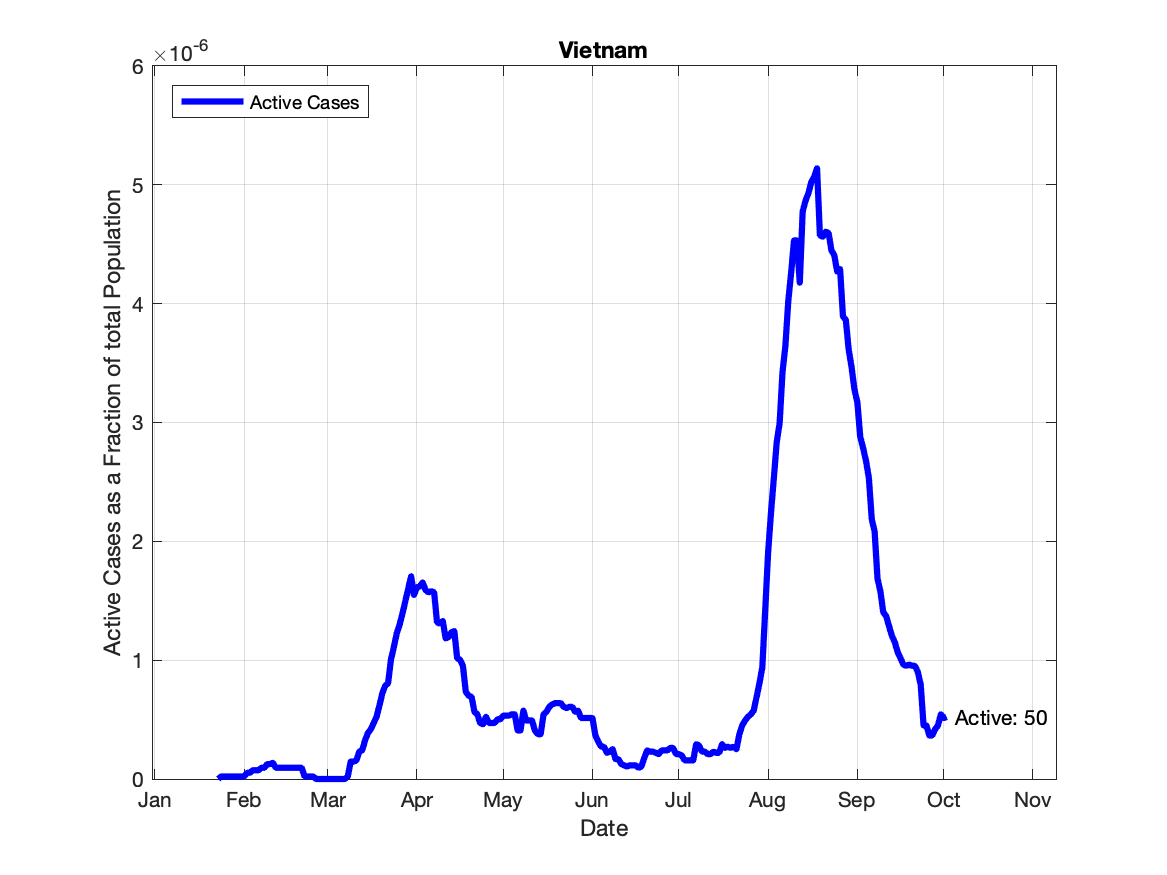 Vietnam
×10-6
Active Cases
6
5
4
3
2
1
0
Active Cases as a Fraction of total Population
Active: 50
Jan Feb Mar Apr May Jun Jul Aug Sep Oct Nov
Date